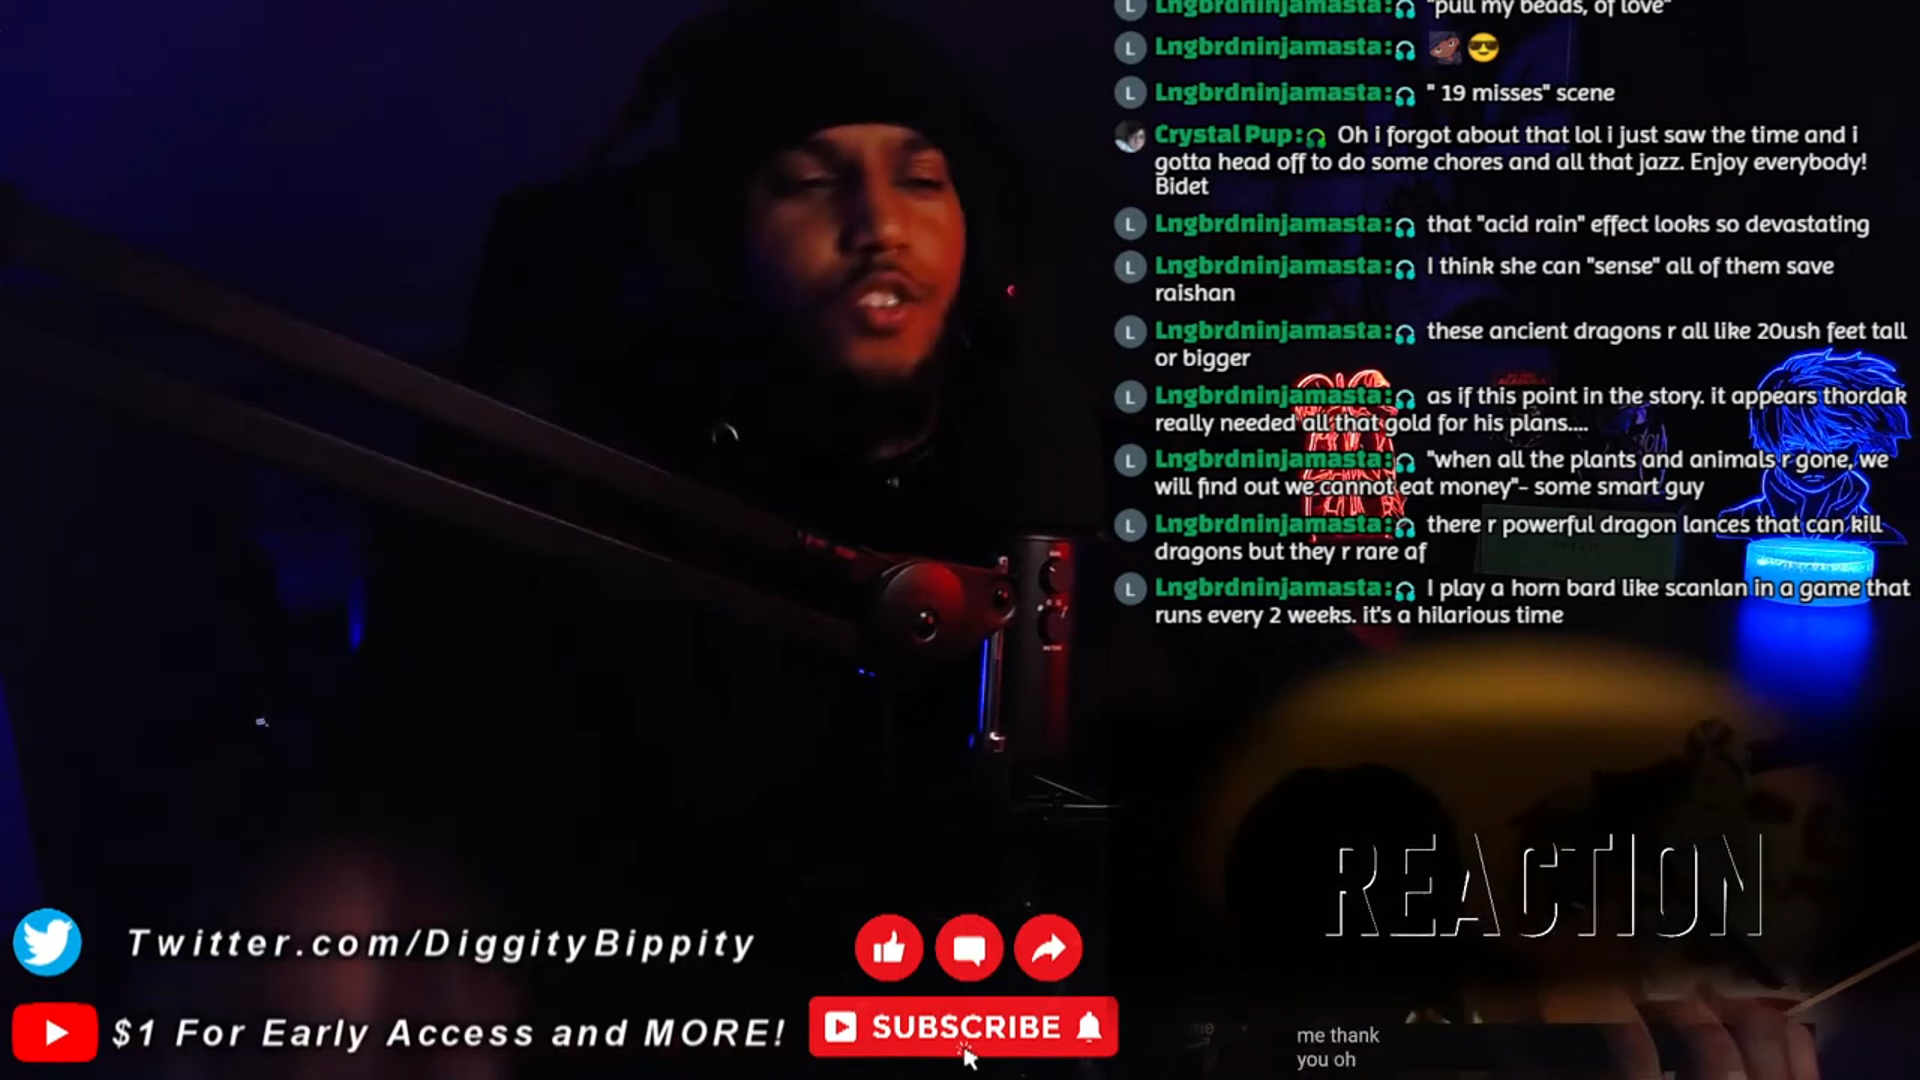 Lngbrdninjamasta: "pull my beads, of love"
Lngbrdninjamasta:
Lngbrdninjamasta: " 19 misses" scene
Crystal Pup: Oh i forgot about that lol i just saw the time and i
gotta head off to do some chores and all that jazz. Enjoy everybody!
Bidet
Lngbrdninjamasta: that "acid rain" effect looks so devastating
Lngbrdninjamasta: I think she can "sense" all of them save
raishan
Lngbrdninjamasta: these ancient dragons r all like 20ush feet tall
or bigger
Lngbrdninjamasta: as if this point in the story. it appears thordak
really needed all that gold for his plans....
Lngbrdninjamasta: "when all the plants and animals r gone, we
will find out we cannot eat money"- some smart guy
Lngbrdninjamasta: there r powerful dragon lances that can kill
dragons but they r rare af
Lngbrdninjamasta: I play a horn bard like scanlan in a game that
runs every 2 weeks. it's a hilarious time
REACTION
Twitter.com/DiggityBippity
$1 For Early Access and MORE!
SUBSCRIBE
me thank
you oh